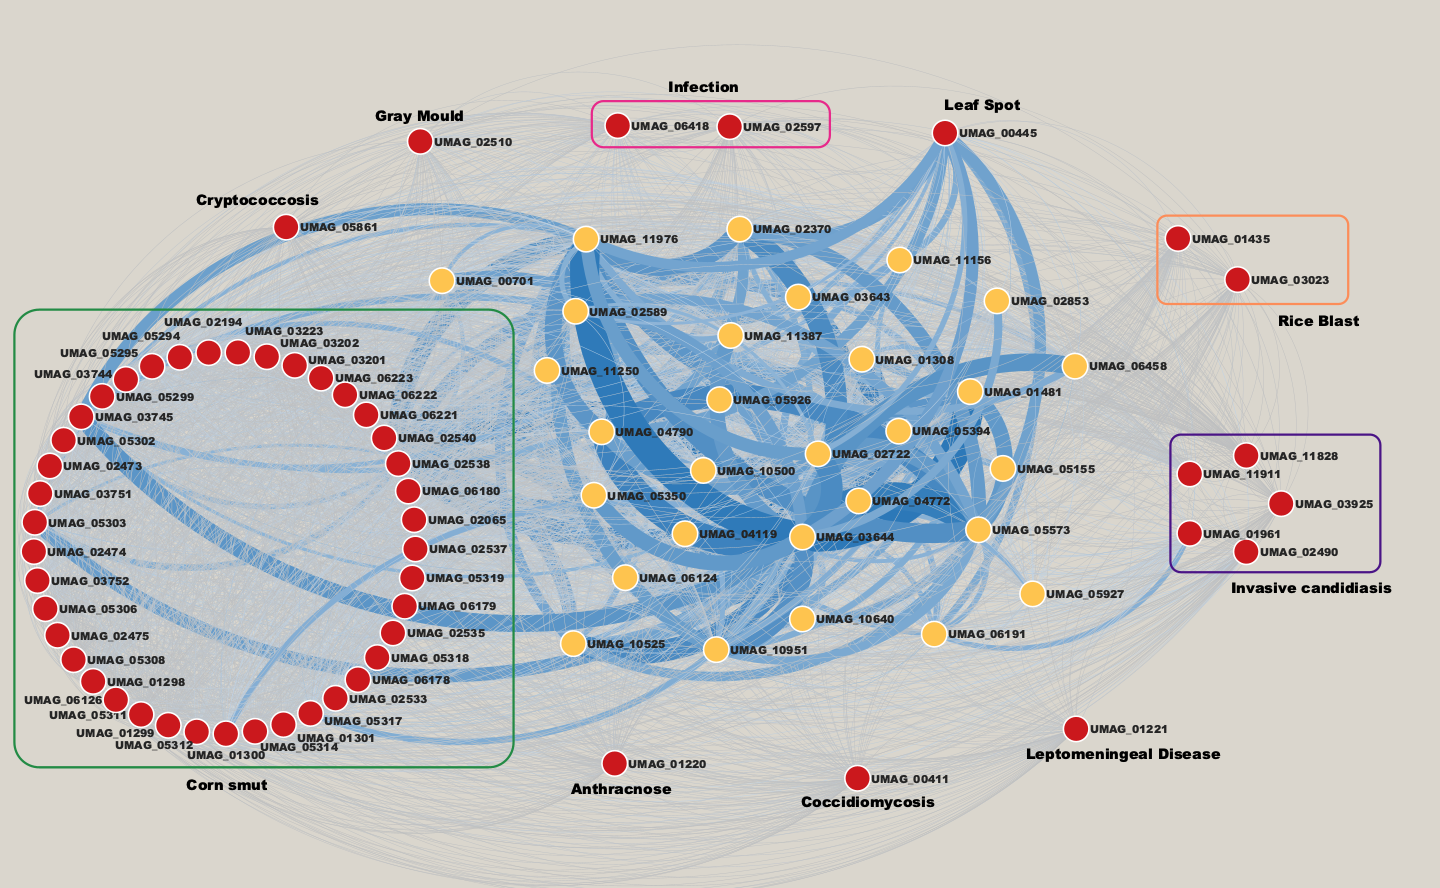 Infection
Leaf Spot
Gray Mould
UMAG_06418
UMAG_02597
UMAG_00445
UMAG_02510
Cryptococcosis
UMAG_05861
UMAG_11976
UMAG_02370
UMAG_11156
UMAG_01435
UMAG_03023
Rice Blast
UMAG_00701
UMAG_02589
UMAG_03643
UMAG_02853
UMAG_11387
UMAG_01308
UMAG_06458
UMAG_11250
UMAG_05926
UMAG_01481
UMAG_04790
UMAG_05394
UMAG_02722
UMAG_10500
UMAG_05155
UMAG_05350
UMAG_04772
UMAG_04119
UMAG_03644
UMAG_05573
UMAG_06124
UMAG_05927
UMAG_10640
UMAG_06191
UMAG_10525
UMAG_10951
UMAG_02194
UMAG_03223
UMAG_05294
UMAG_03202
UMAG_05295
UMAG_03201
UMAG_03744
UMAG_06223
UMAG_05299
UMAG_06222
UMAG_03745
UMAG_06221
UMAG_05302
UMAG_02540
UMAG_02473
UMAG_02538
UMAG_03751
UMAG_06180
UMAG_05303
UMAG_02065
UMAG_02474
UMAG_02537
UMAG_03752
UMAG_05319
UMAG_05306
UMAG_06179
UMAG_02475
UMAG_02535
UMAG_05308
UMAG_05318
UMAG_01298
UMAG_06178
UMAG_06126
UMAG_02533
UMAG_05311
UMAG_05317
UMAG_01299
UMAG_01301
UMAG_05312
UMAG_05314
UMAG_01300
Corn smut
UMAG_11828
UMAG_11911
UMAG_03925
UMAG_01961
UMAG_02490
Invasive candidiasis
UMAG_01221
Leptomeningeal Disease
UMAG_01220
Anthracnose
UMAG_00411
Coccidiomycosis